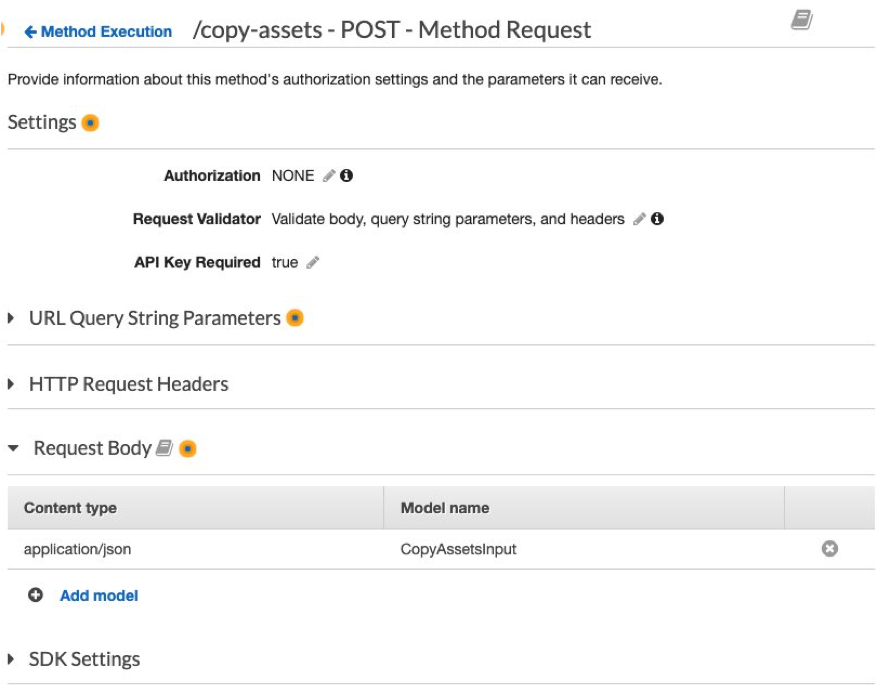 Method Execution /copy-assets - POST - Method Request
Provide information about this method's authorization settings and the parameters it can receive.
Settings
Authorization NONE
Request Validator Validate body, query string parameters, and headers
API Key Required true
URL Query String Parameters
HTTP Request Headers
Request Body
Content type Model name
application/json CopyAssetsInput
Add model
SDK Settings